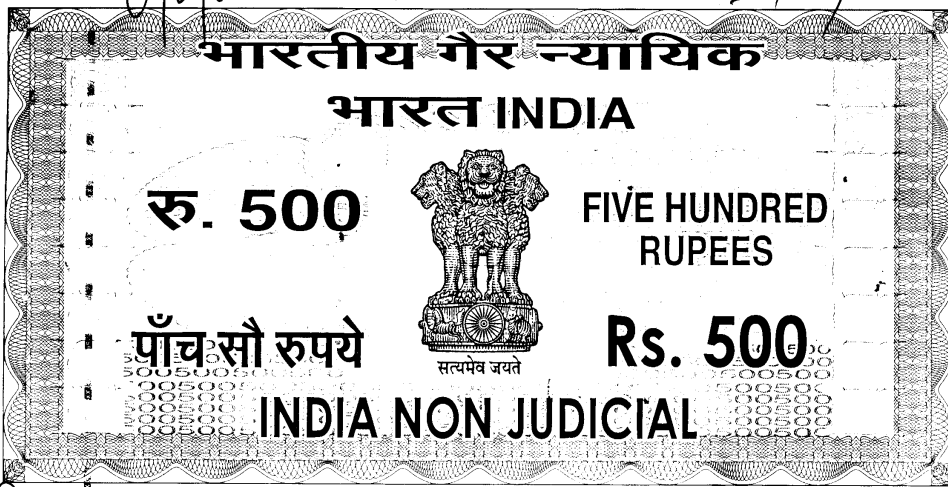 भारतीय गैर न्यायिक
भारत INDIA
रु. 500
FIVE HUNDRED
RUPEES
पाँच सौ रुपये
Rs. 500
सत्यमेव जयते
INDIA NON JUDICIAL